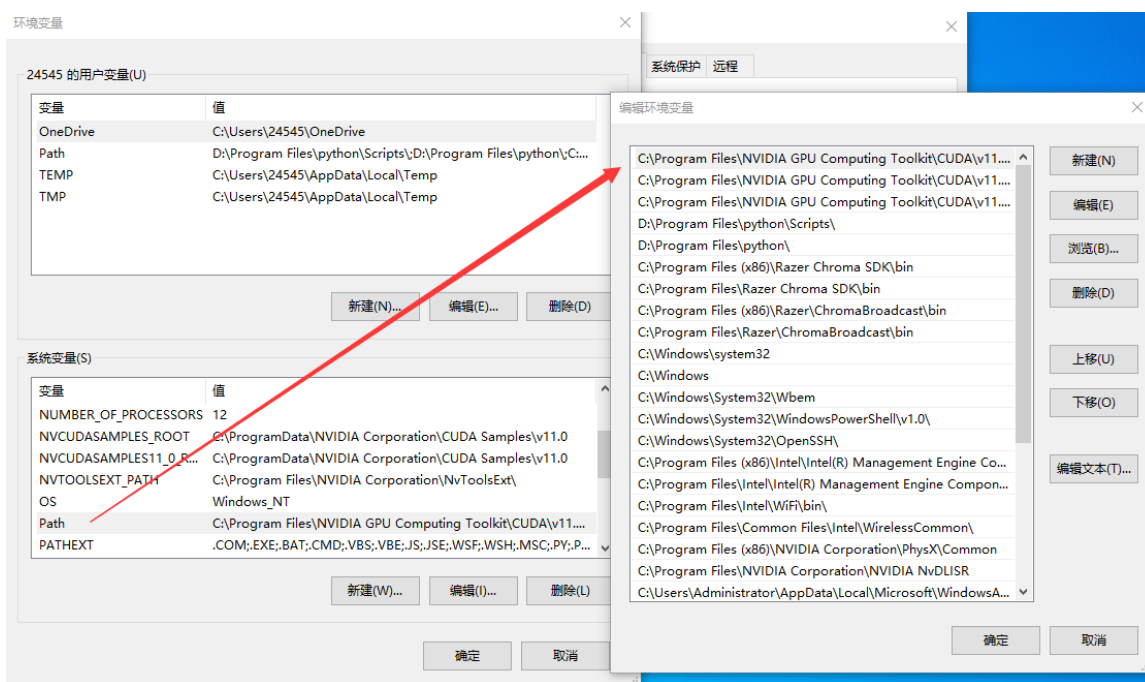 环境变量
24545 的用户变量(U)
变量 值
OneDrive C:\Users\24545\OneDrive
Path D:\Program Files\python\Scripts\;D:\Program Files\python\;C:...
TEMP C:\Users\24545\AppData\Local\Temp
TMP C:\Users\24545\AppData\Local\Temp
新建(N)... 编辑(E)... 删除(D)
系统变量(S)
变量 值
NUMBER_OF_PROCESSORS 12
NVCUDASAMPLES_ROOT C:\ProgramData\NVIDIA Corporation\CUDA Samples\v11.0
NVCUDASAMPLES11_0_R... C:\ProgramData\NVIDIA Corporation\CUDA Samples\v11.0
NVTOOLSEXT_PATH C:\Program Files\NVIDIA Corporation\NvToolsExt\
OS Windows_NT
Path C:\Program Files\NVIDIA GPU Computing Toolkit\CUDA\v11....
PATHEXT .COM;.EXE;.BAT;.CMD;.VBS;.VBE;.JS;.JSE;.WSF;.WSH;.MSC;.PY;.P...
新建(W)... 编辑(I)... 删除(L)
确定 取消
系统保护 远程
编辑环境变量
C:\Program Files\NVIDIA GPU Computing Toolkit\CUDA\v11....
C:\Program Files\NVIDIA GPU Computing Toolkit\CUDA\v11....
C:\Program Files\NVIDIA GPU Computing Toolkit\CUDA\v11....
D:\Program Files\python\Scripts\
D:\Program Files\python\
C:\Program Files (x86)\Razer Chroma SDK\bin
C:\Program Files\Razer Chroma SDK\bin
C:\Program Files (x86)\Razer\ChromaBroadcast\bin
C:\Program Files\Razer\ChromaBroadcast\bin
C:\Windows\system32
C:\Windows
C:\Windows\System32\Wbem
C:\Windows\System32\WindowsPowerShell\v1.0\
C:\Windows\System32\OpenSSH\
C:\Program Files (x86)\Intel\Intel(R) Management Engine Co...
C:\Program Files\Intel\Intel(R) Management Engine Compon...
C:\Program Files\Intel\WiFi\bin\
C:\Program Files\Common Files\Intel\WirelessCommon\
C:\Program Files (x86)\NVIDIA Corporation\PhysX\Common
C:\Program Files\NVIDIA Corporation\NVIDIA NvDLISR
C:\Users\Administrator\AppData\Local\Microsoft\WindowsA...
新建(N)
编辑(E)
浏览(B)...
删除(D)
上移(U)
下移(O)
编辑文本(T)...
确定 取消